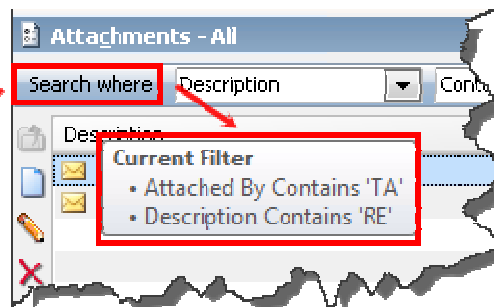 Attachments - All
Search where Description
Description
Current Filter
• Attached By Contains 'TA'
• Description Contains 'RE'